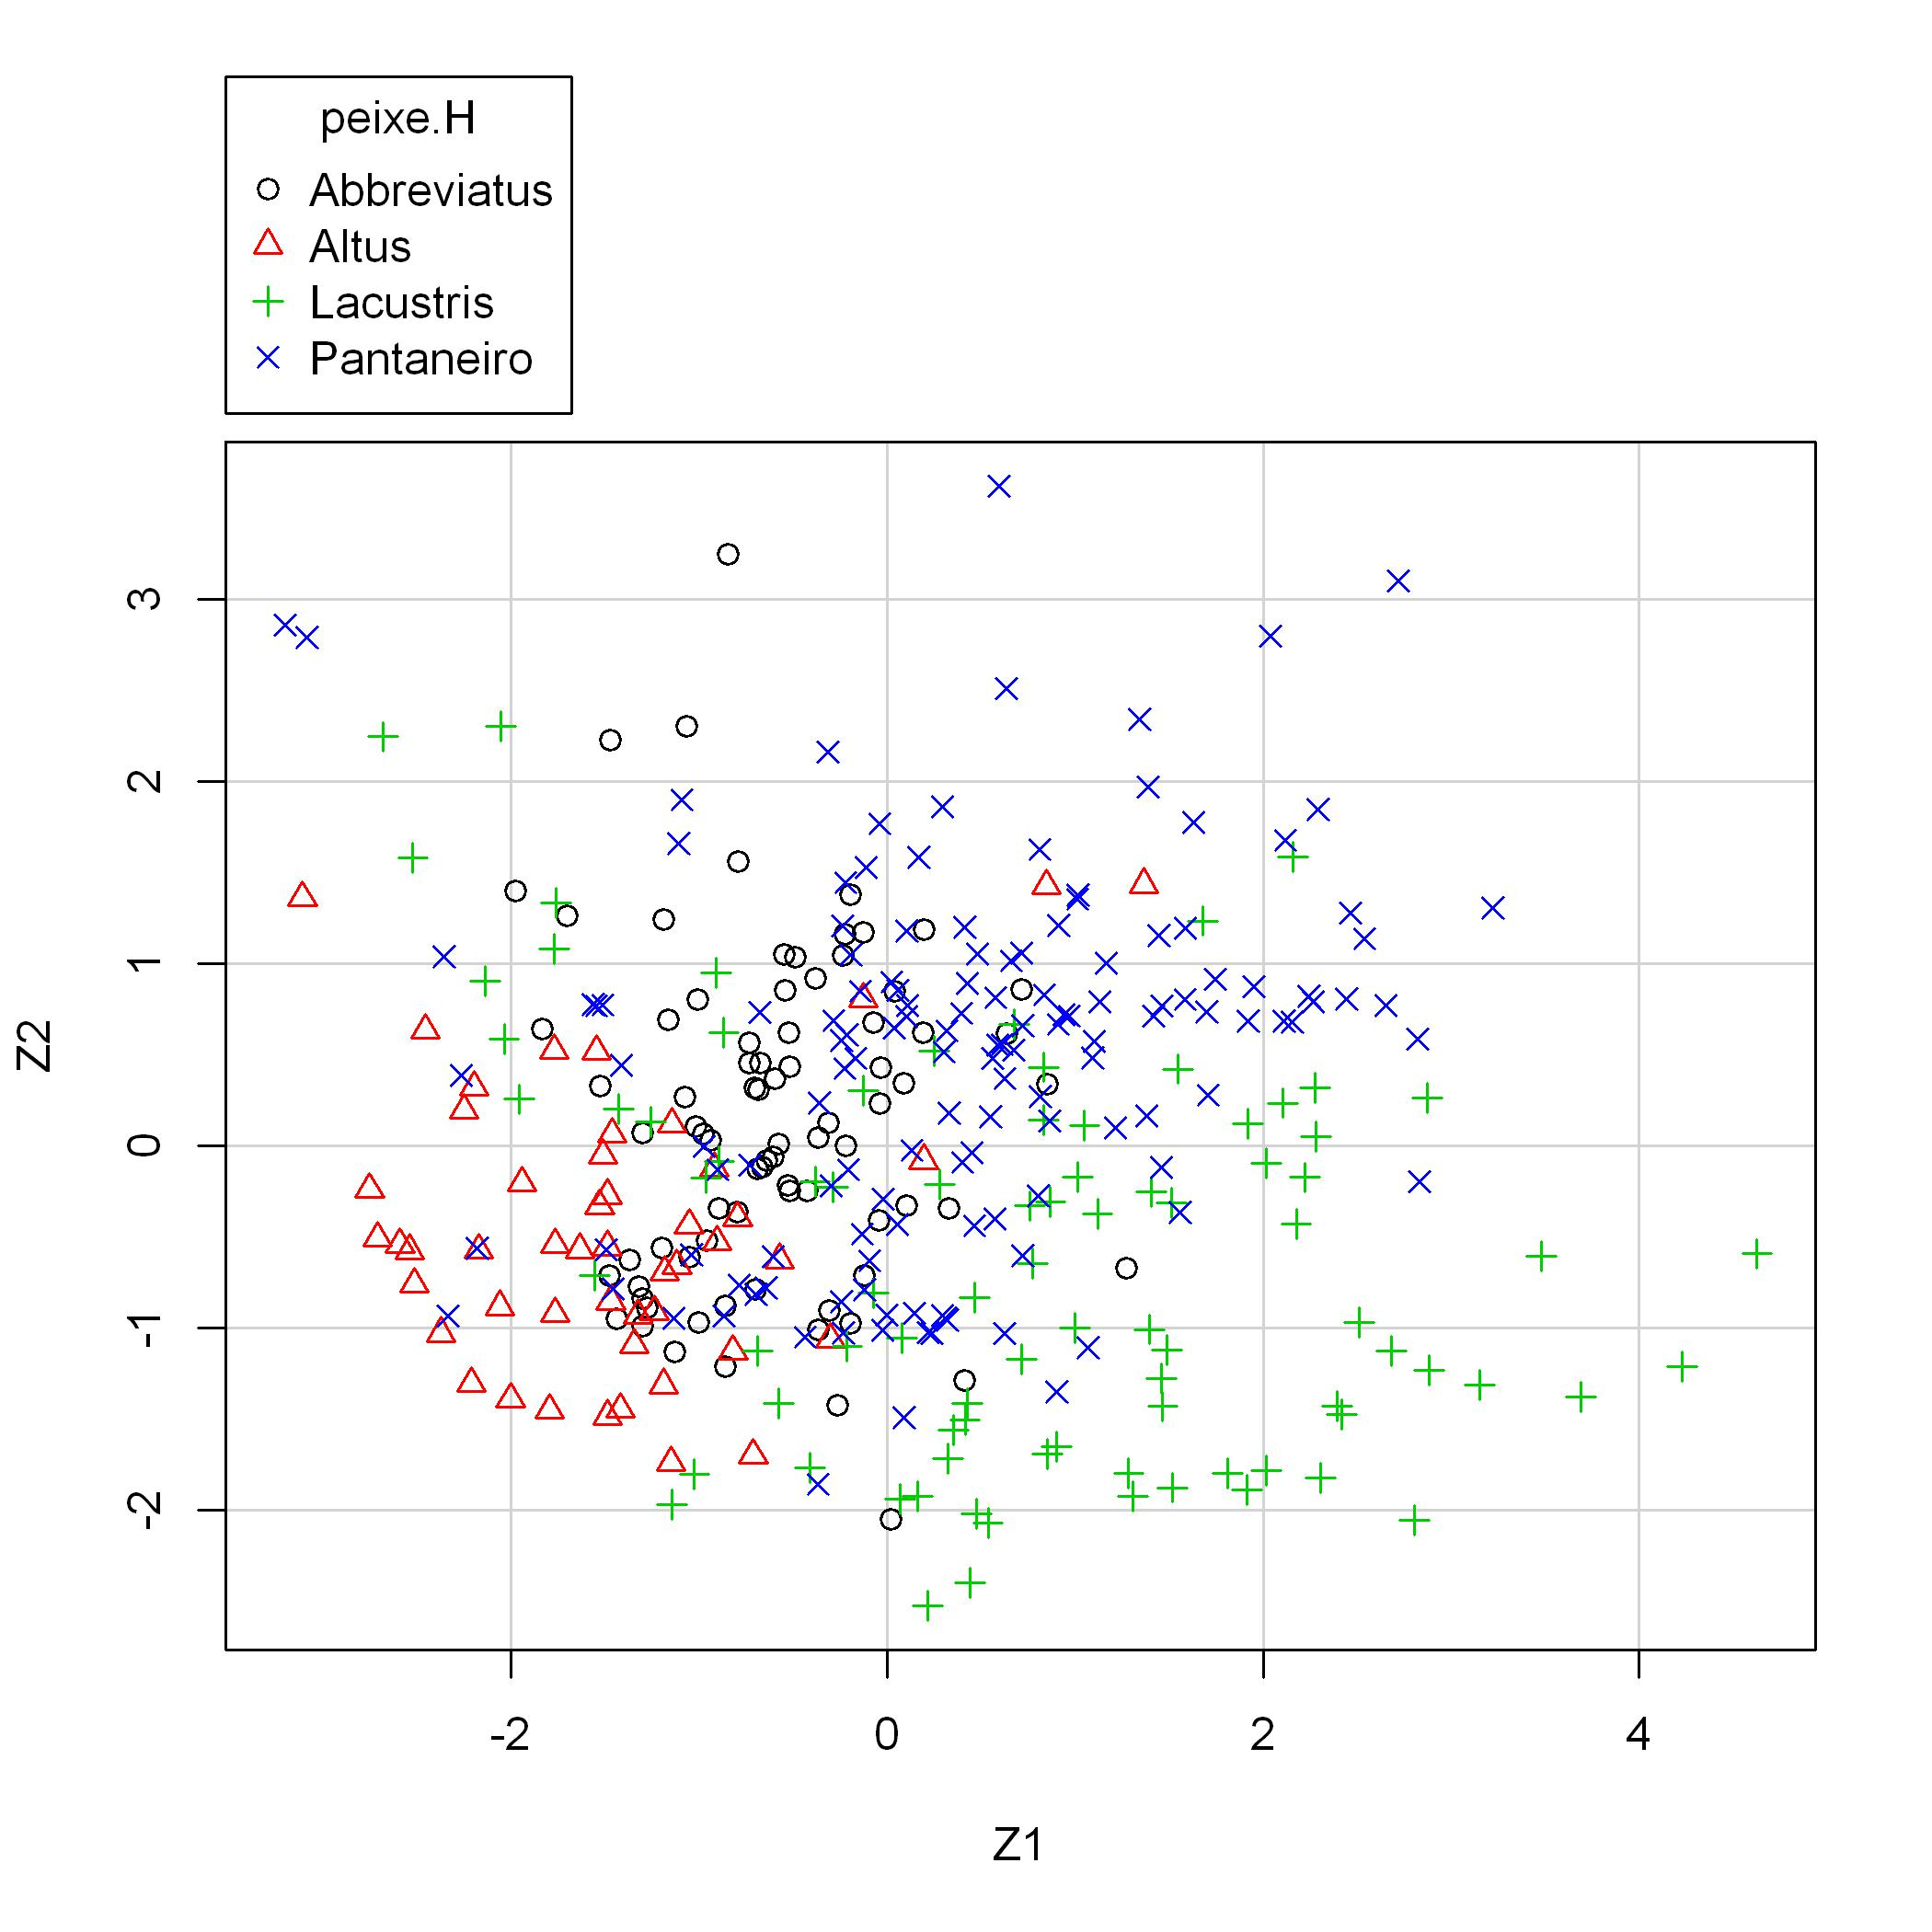 peixe.H
Abbreviatus
Altus
Lacustris
Pantaneiro
3
2
1
0
-1
-2
Z2
-2
0
2
4
Z1